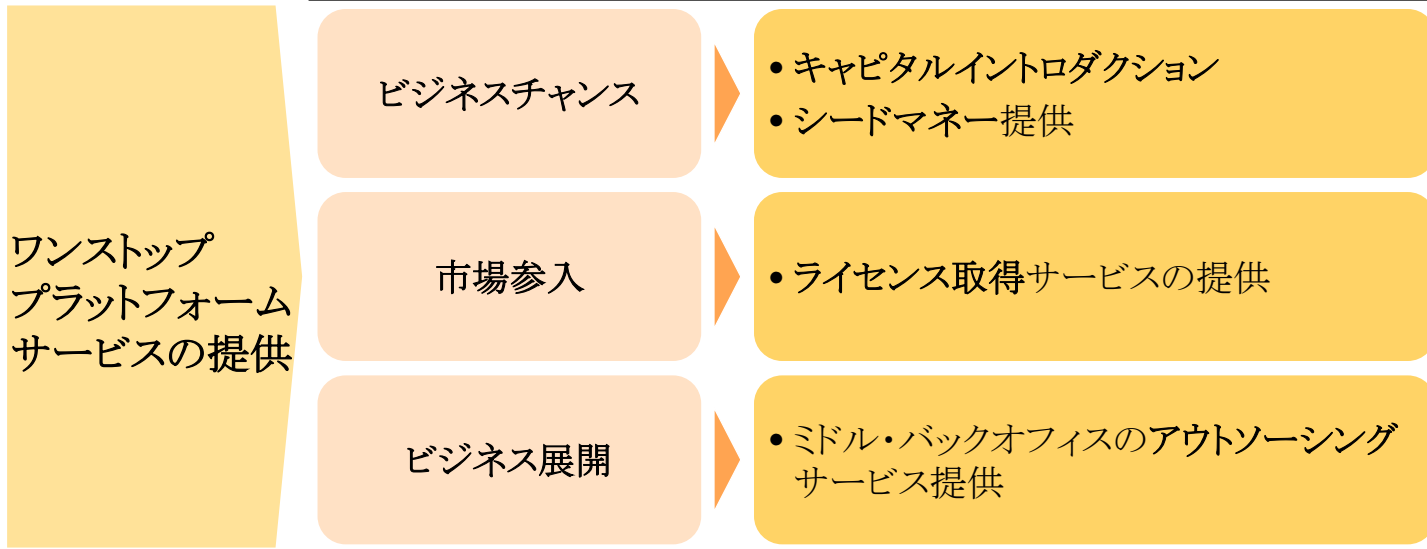 ワンストップ
プラットフォーム
サービスの提供
ビジネスチャンス
• キャピタルイントロダクション
• シードマネー提供
市場参入
• ライセンス取得サービスの提供
ビジネス展開
• ミドル・バックオフィスのアウトソーシング
サービス提供